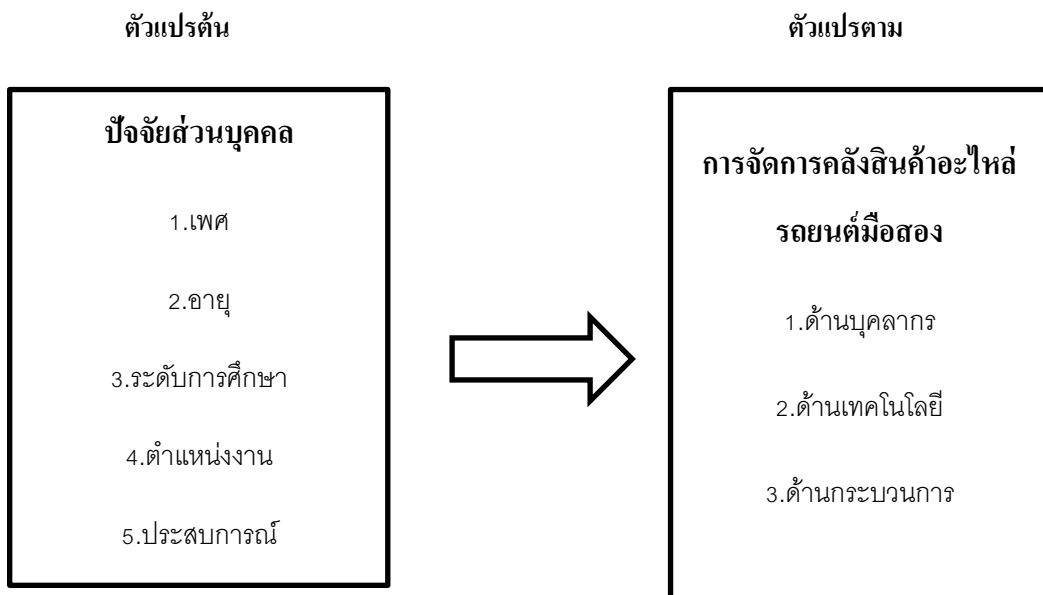 ตัวแปรต้น
ตัวแปรตาม
ปัจจัยส่วนบุคคล
1.เพศ
2.อายุ
3.ระดับการศึกษา
4.ตำแหน่งงาน
5.ประสบการณ์
การจัดการคลังสินค้าอะไหล่
รถยนต์มือสอง
1.ด้านบุคลากร
2.ด้านเทคโนโลยี
3.ด้านกระบวนการ